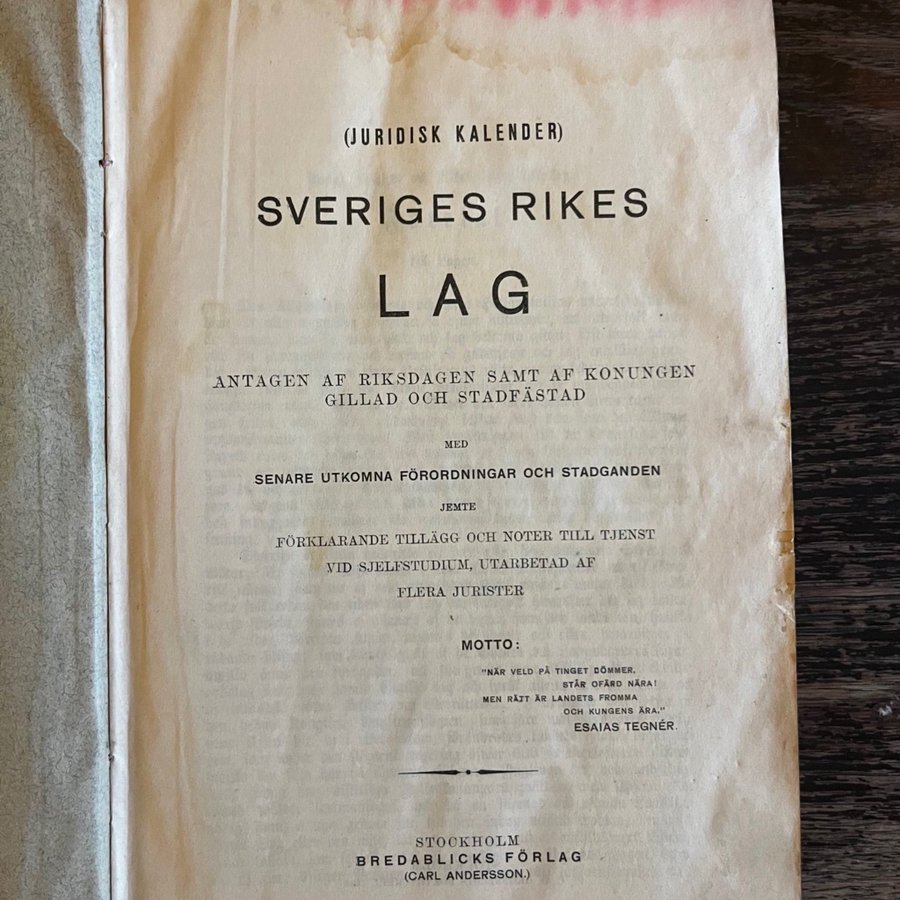 (JURIDISK KALENDER)
SVERIGES RIKES
LAG
ANTAGEN AF RIKSDAGEN SAMT AF KONUNGEN
GILLAD OCH STADFÄSTAD
MED
SENARE UTKOMNA FÖRORDNINGAR OCH STADGANDEN
JEMTE
FÖRKLARANDE TILLÄGG OCH NOTER TILL TJENST
VID SJELFSTUDIUM, UTARBETAD AF
FLERA JURISTER
MOTTO:
"NÄR VELD PÅ TINGET DÖMMER,
STÅR OFÄRD NÄRA!
MEN RÄTT ÄR LANDETS FROMMA
OCH KUNGENS ÄRA."
ESAIAS TEGNÉR.
STOCKHOLM
BREDABLICKS FÖRLAG
(CARL ANDERSSON.)